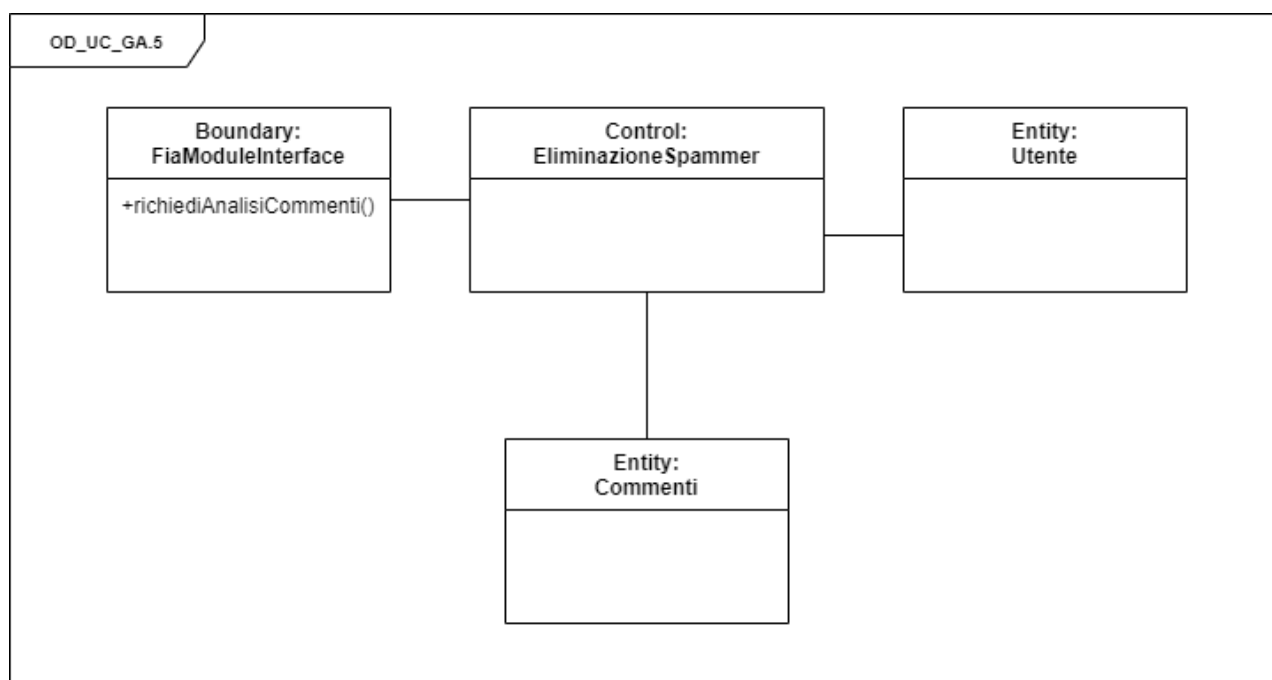 OD_UC_GA.5
Boundary:
FiaModuleInterface
+richiediAnalisiCommenti()
Control:
EliminazioneSpammer
Entity:
Utente
Entity:
Commenti